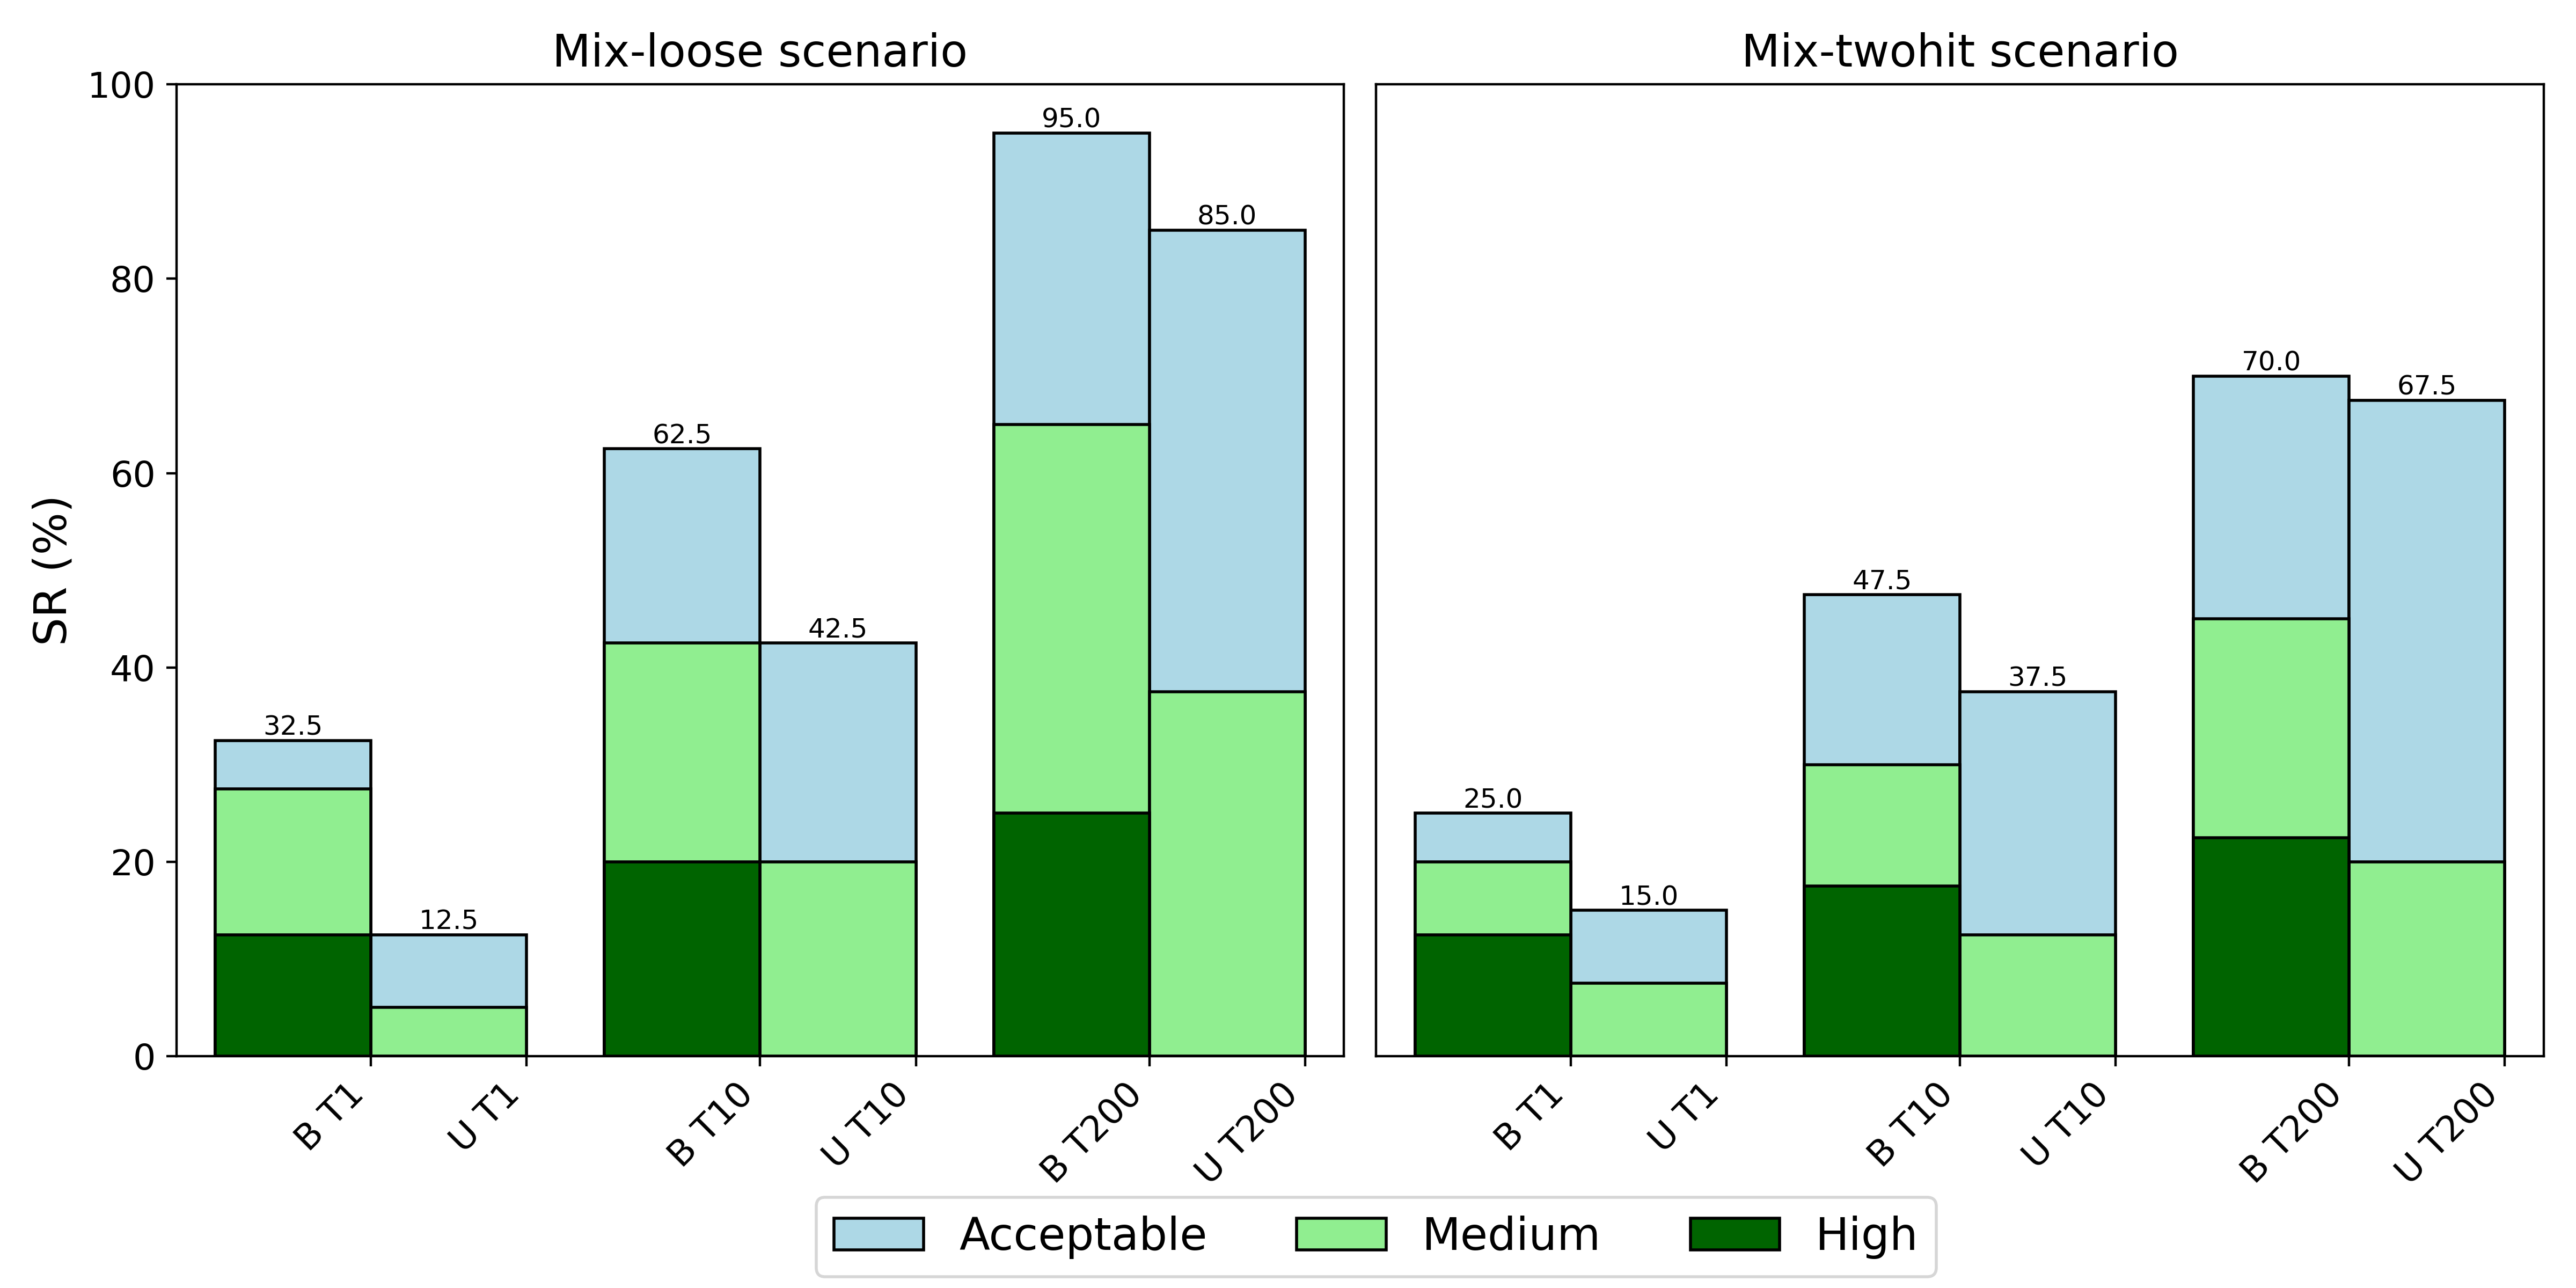 Mix-loose scenario
Mix-twohit scenario
SR (%)
100
80
60
40
20
0
32.5
12.5
62.5
42.5
95.0
85.0
25.0
15.0
47.5
37.5
70.0
67.5
B T1
U T1
B T10
U T10
B T200
U T200
B T1
U T1
B T10
U T10
B T200
U T200
Acceptable
Medium
High